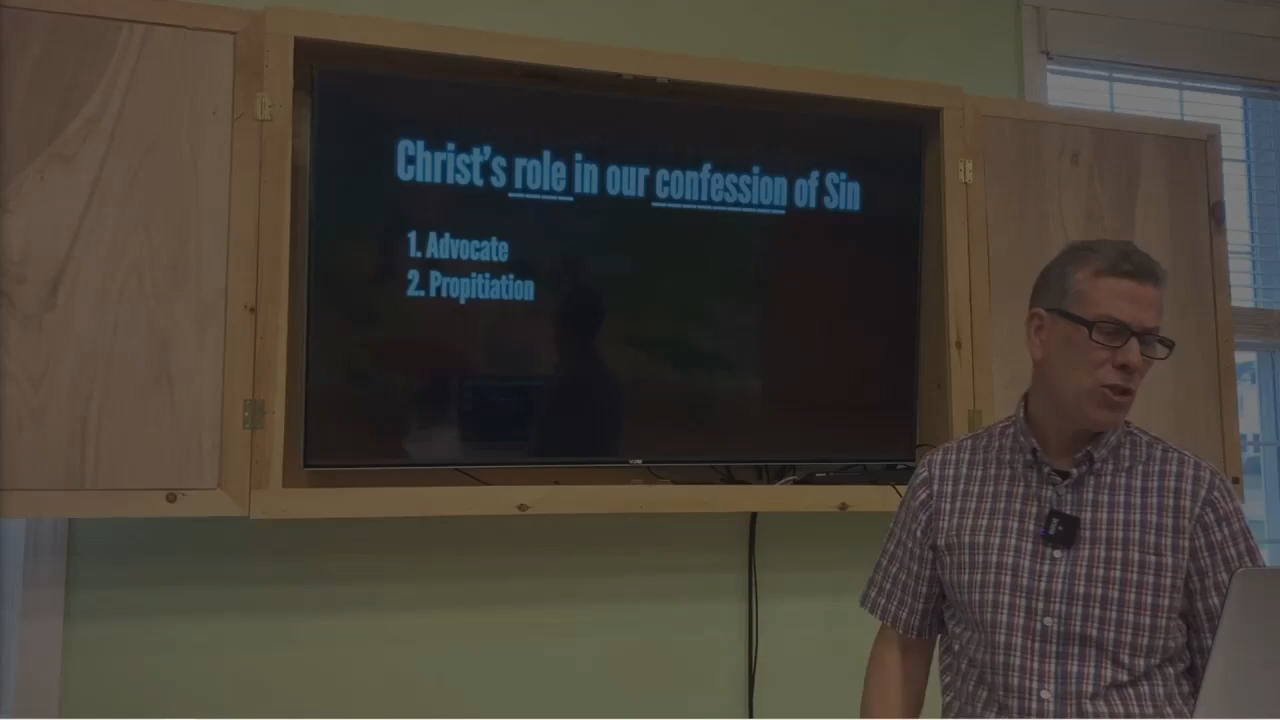 Christ's role in our confession of Sin
1. Advocate
2. Propitiation